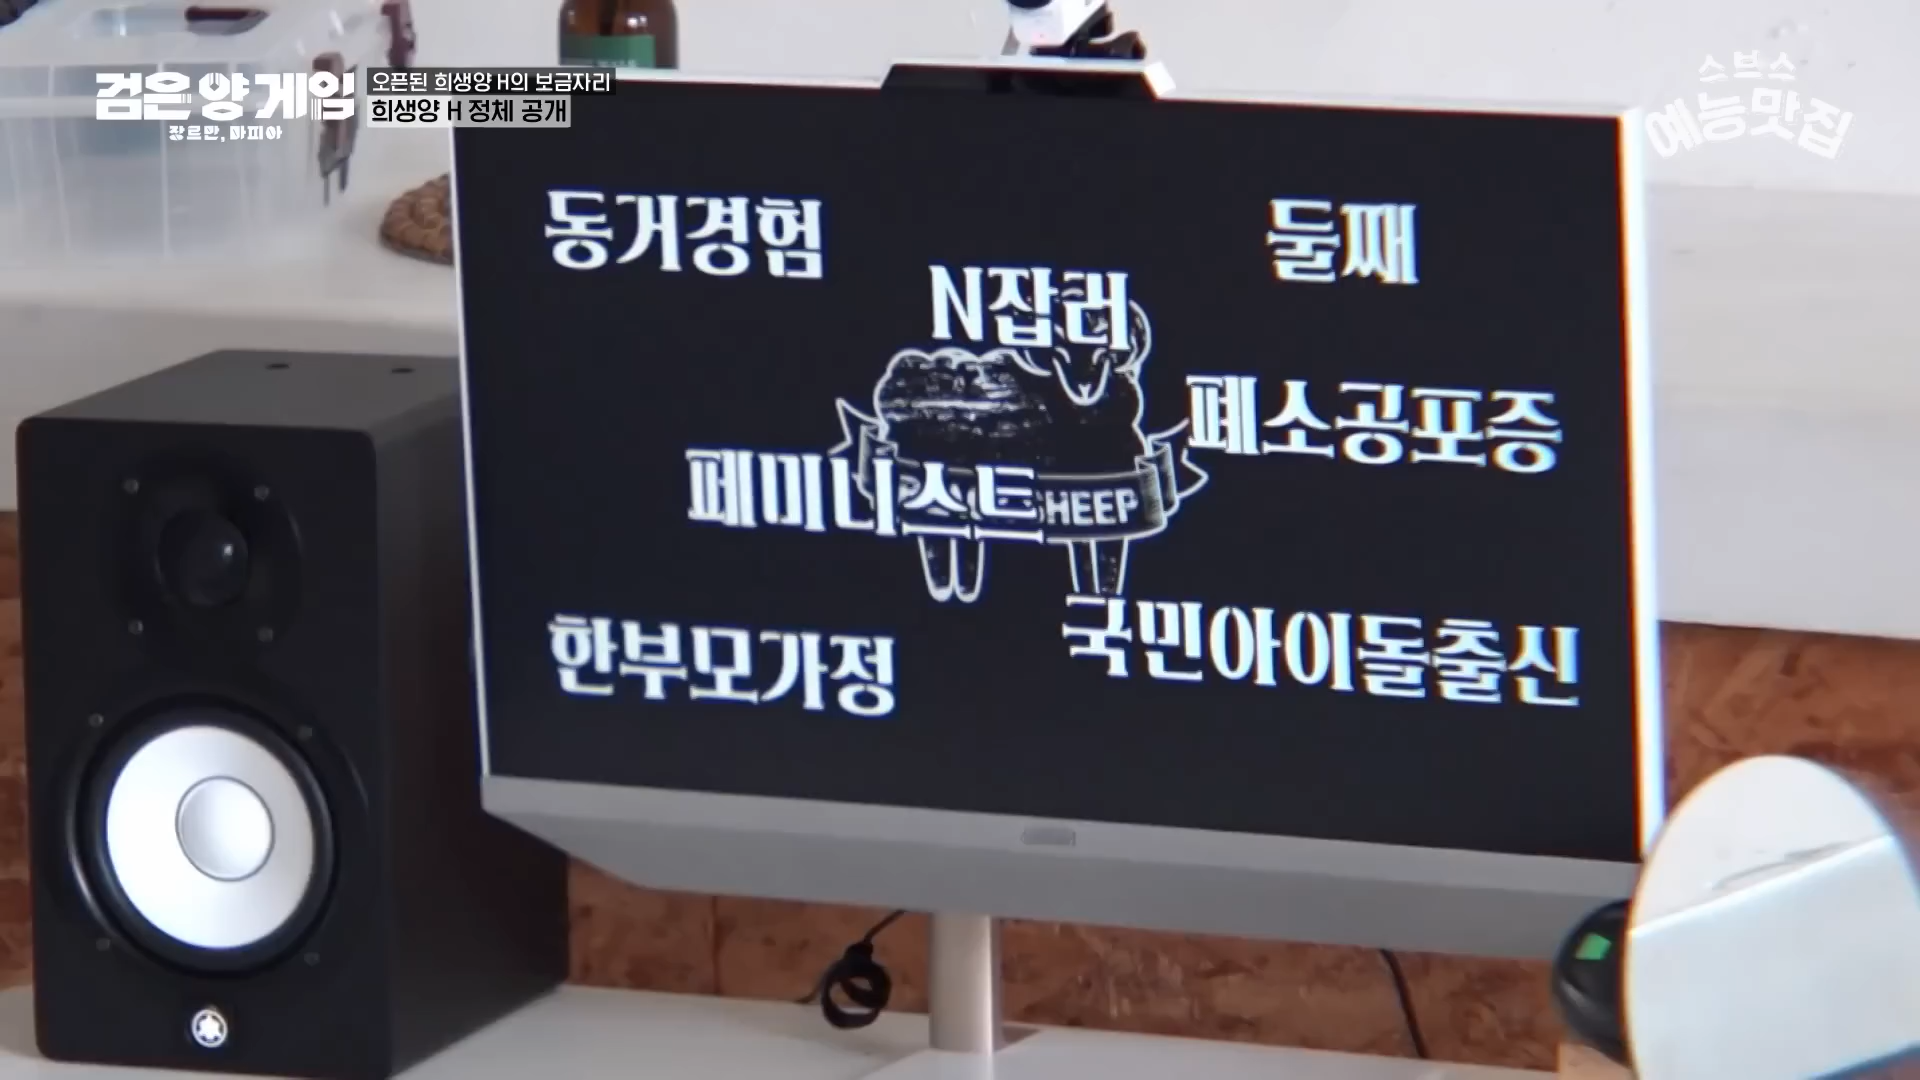 검은 양 게임
장르만, 마피아
오픈된 희생양 H의 보금자리
희생양 H 정체 공개
스브스
예능맛집
동거경험
둘째
N잡러
폐소공포증
페미니스트
HEEP
한부모가정
국민아이돌출신